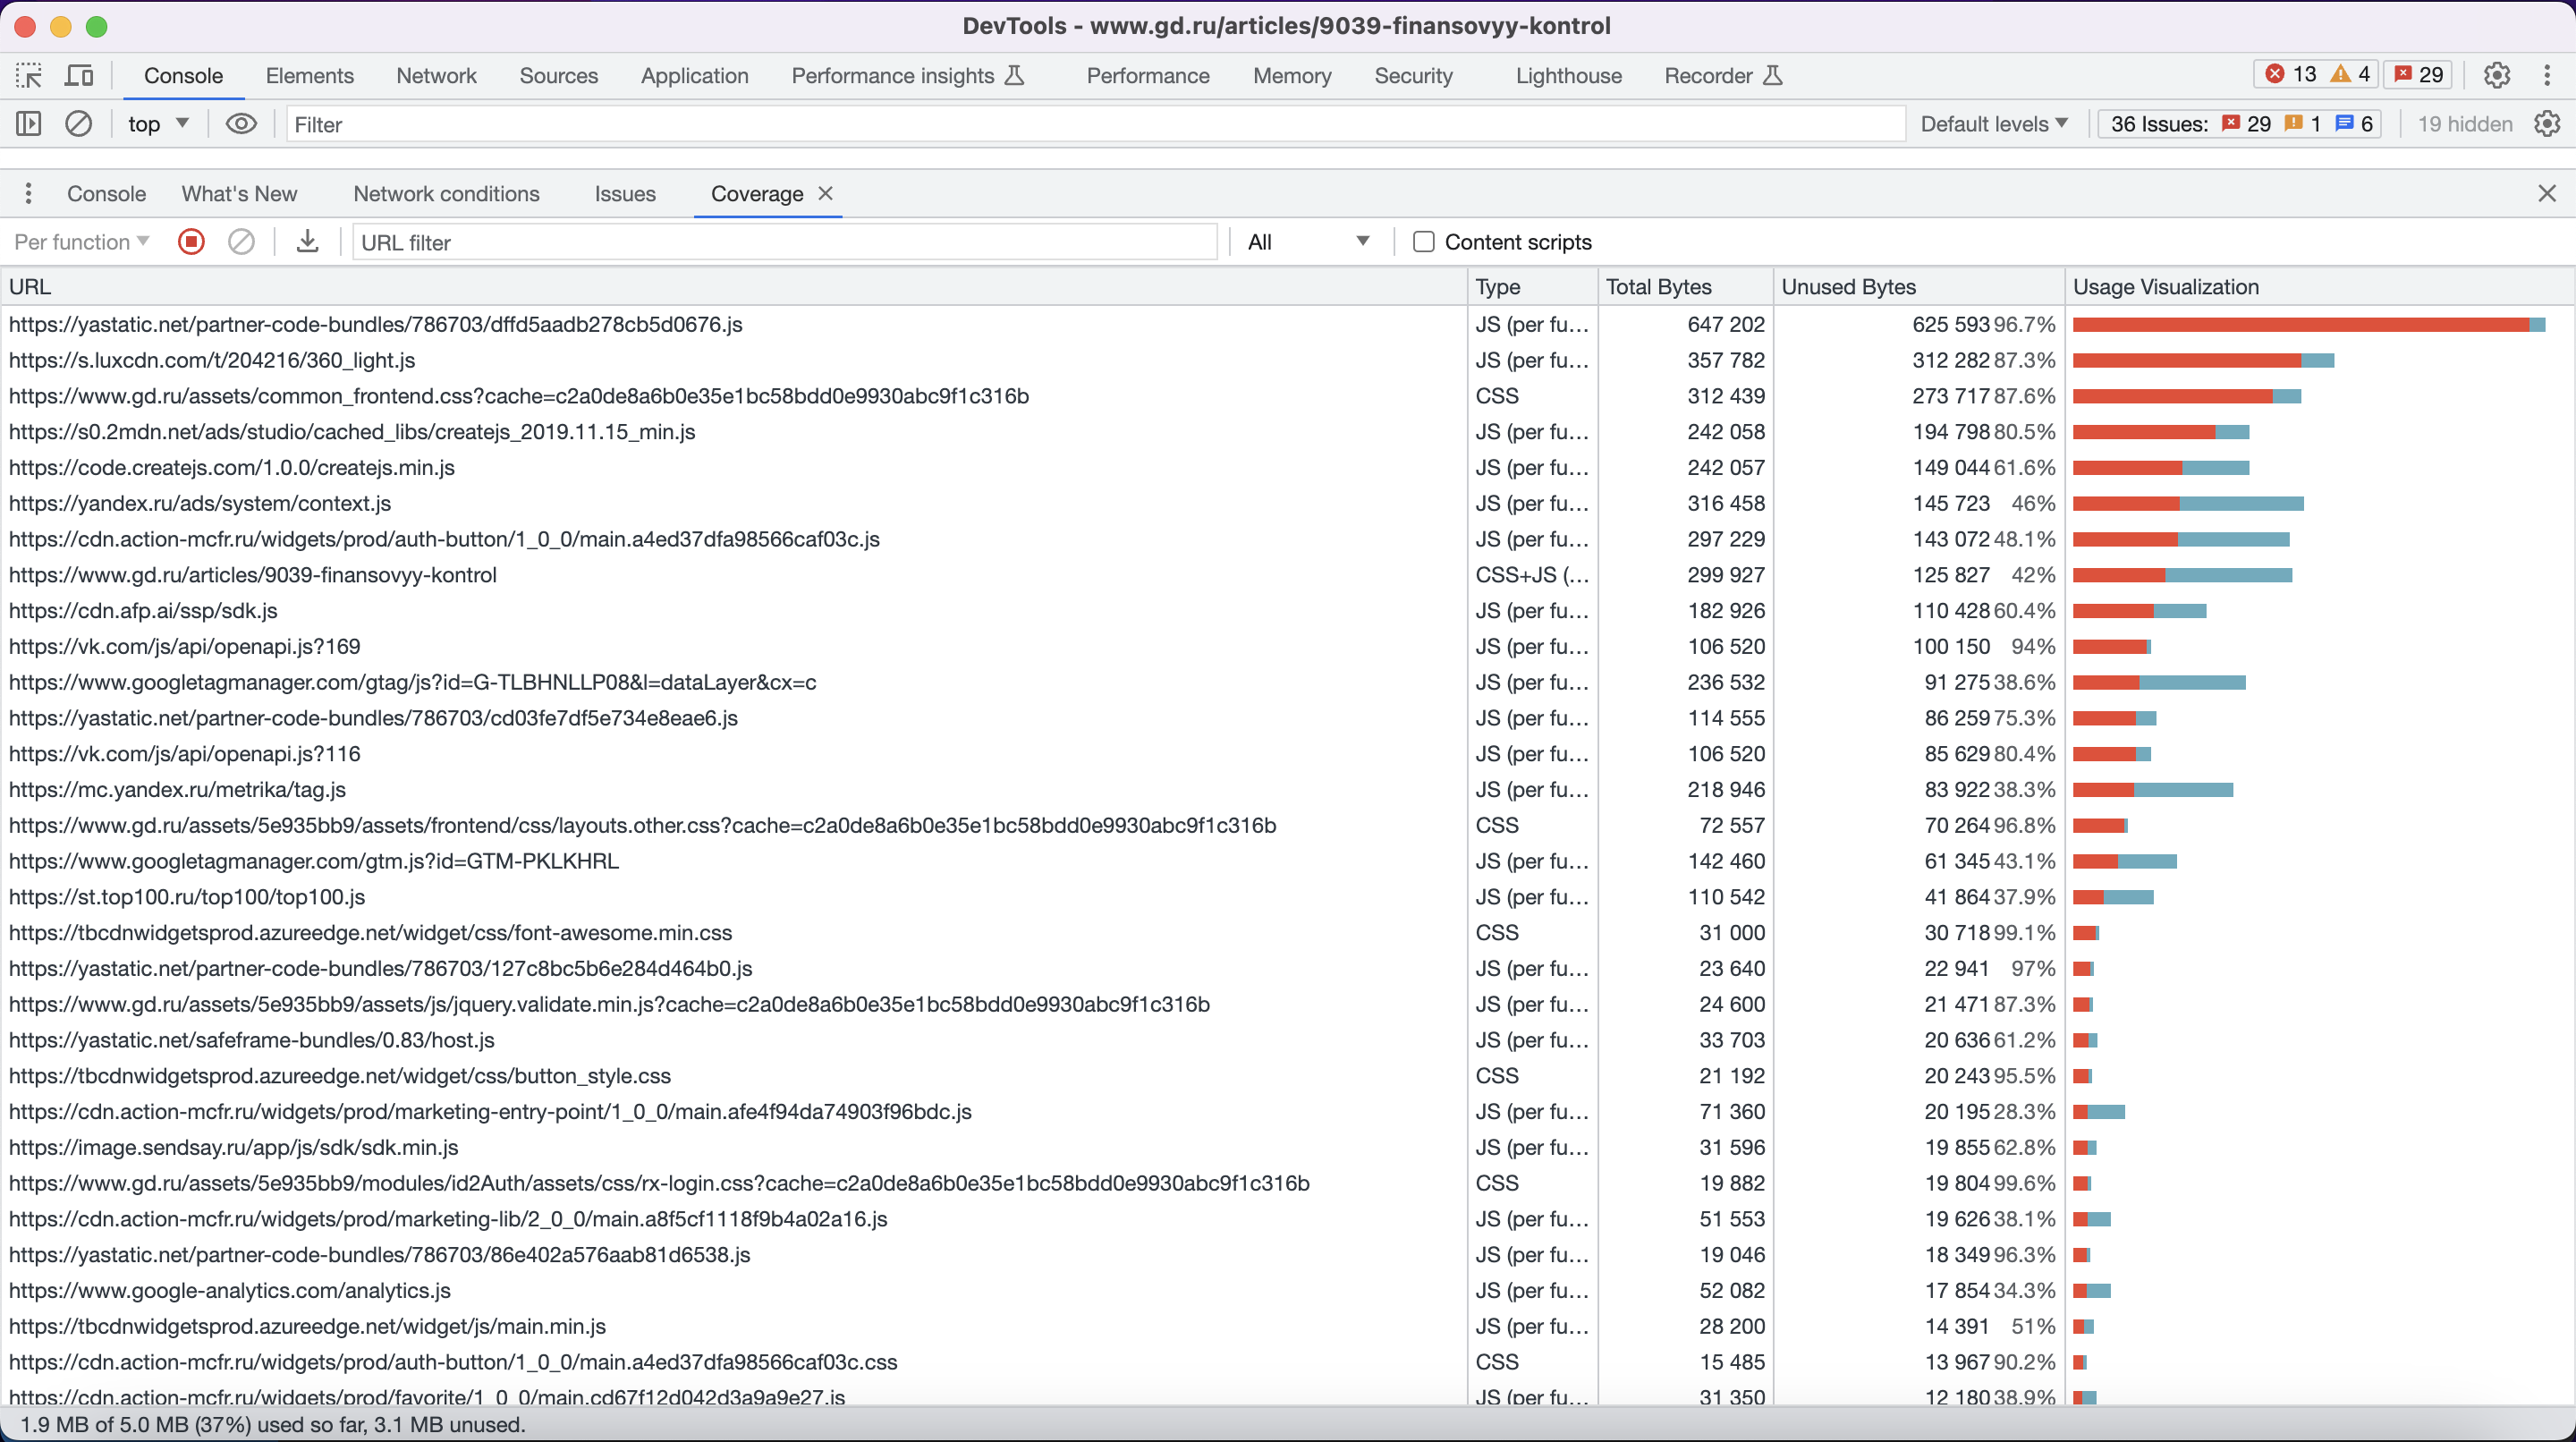 DevTools - www.gd.ru/articles/9039-finansovyy-kontrol
Console Elements Network Sources Application Performance insights Performance Memory Security Lighthouse Recorder 13 4 29
top Filter Default levels 36 Issues: 29 1 6 19 hidden
Console What's New Network conditions Issues Coverage
Per function URL filter All Content scripts
URL Type Total Bytes Unused Bytes Usage Visualization
https://yastatic.net/partner-code-bundles/786703/dffd5aadb278cb5d0676.js JS (per fu… 647 202 625 593 96.7%
https://s.luxcdn.com/t/204216/360_light.js JS (per fu… 357 782 312 282 87.3%
https://www.gd.ru/assets/common_frontend.css?cache=c2a0de8a6b0e35e1bc58bdd0e9930abc9f1c316b CSS 312 439 273 717 87.6%
https://s0.2mdn.net/ads/studio/cached_libs/createjs_2019.11.15_min.js JS (per fu… 242 058 194 798 80.5%
https://code.createjs.com/1.0.0/createjs.min.js JS (per fu… 242 057 149 044 61.6%
https://yandex.ru/ads/system/context.js JS (per fu… 316 458 145 723 46%
https://cdn.action-mcfr.ru/widgets/prod/auth-button/1_0_0/main.a4ed37dfa98566caf03c.js JS (per fu… 297 229 143 072 48.1%
https://www.gd.ru/articles/9039-finansovyy-kontrol CSS+JS (… 299 927 125 827 42%
https://cdn.afp.ai/ssp/sdk.js JS (per fu… 182 926 110 428 60.4%
https://vk.com/js/api/openapi.js?169 JS (per fu… 106 520 100 150 94%
https://www.googletagmanager.com/gtag/js?id=G-TLBHNLLP08&l=dataLayer&cx=c JS (per fu… 236 532 91 275 38.6%
https://yastatic.net/partner-code-bundles/786703/cd03fe7df5e734e8eae6.js JS (per fu… 114 555 86 259 75.3%
https://vk.com/js/api/openapi.js?116 JS (per fu… 106 520 85 629 80.4%
https://mc.yandex.ru/metrika/tag.js JS (per fu… 218 946 83 922 38.3%
https://www.gd.ru/assets/5e935bb9/assets/frontend/css/layouts.other.css?cache=c2a0de8a6b0e35e1bc58bdd0e9930abc9f1c316b CSS 72 557 70 264 96.8%
https://www.googletagmanager.com/gtm.js?id=GTM-PKLKHRL JS (per fu… 142 460 61 345 43.1%
https://st.top100.ru/top100/top100.js JS (per fu… 110 542 41 864 37.9%
https://tbcdnwidgetsprod.azureedge.net/widget/css/font-awesome.min.css CSS 31 000 30 718 99.1%
https://yastatic.net/partner-code-bundles/786703/127c8bc5b6e284d464b0.js JS (per fu… 23 640 22 941 97%
https://www.gd.ru/assets/5e935bb9/assets/js/jquery.validate.min.js?cache=c2a0de8a6b0e35e1bc58bdd0e9930abc9f1c316b JS (per fu… 24 600 21 471 87.3%
https://yastatic.net/safeframe-bundles/0.83/host.js JS (per fu… 33 703 20 636 61.2%
https://tbcdnwidgetsprod.azureedge.net/widget/css/button_style.css CSS 21 192 20 243 95.5%
https://cdn.action-mcfr.ru/widgets/prod/marketing-entry-point/1_0_0/main.afe4f94da74903f96bdc.js JS (per fu… 71 360 20 195 28.3%
https://image.sendsay.ru/app/js/sdk/sdk.min.js JS (per fu… 31 596 19 855 62.8%
https://www.gd.ru/assets/5e935bb9/modules/id2Auth/assets/css/rx-login.css?cache=c2a0de8a6b0e35e1bc58bdd0e9930abc9f1c316b CSS 19 882 19 804 99.6%
https://cdn.action-mcfr.ru/widgets/prod/marketing-lib/2_0_0/main.a8f5cf1118f9b4a02a16.js JS (per fu… 51 553 19 626 38.1%
https://yastatic.net/partner-code-bundles/786703/86e402a576aab81d6538.js JS (per fu… 19 046 18 349 96.3%
https://www.google-analytics.com/analytics.js JS (per fu… 52 082 17 854 34.3%
https://tbcdnwidgetsprod.azureedge.net/widget/js/main.min.js JS (per fu… 28 200 14 391 51%
https://cdn.action-mcfr.ru/widgets/prod/auth-button/1_0_0/main.a4ed37dfa98566caf03c.css CSS 15 485 13 967 90.2%
https://cdn.action-mcfr.ru/widgets/prod/favorite/1_0_0/main.cd67f12d042d3a9a9e27.js JS (per fu… 31 350 12 180 38.9%
1.9 MB of 5.0 MB (37%) used so far, 3.1 MB unused.